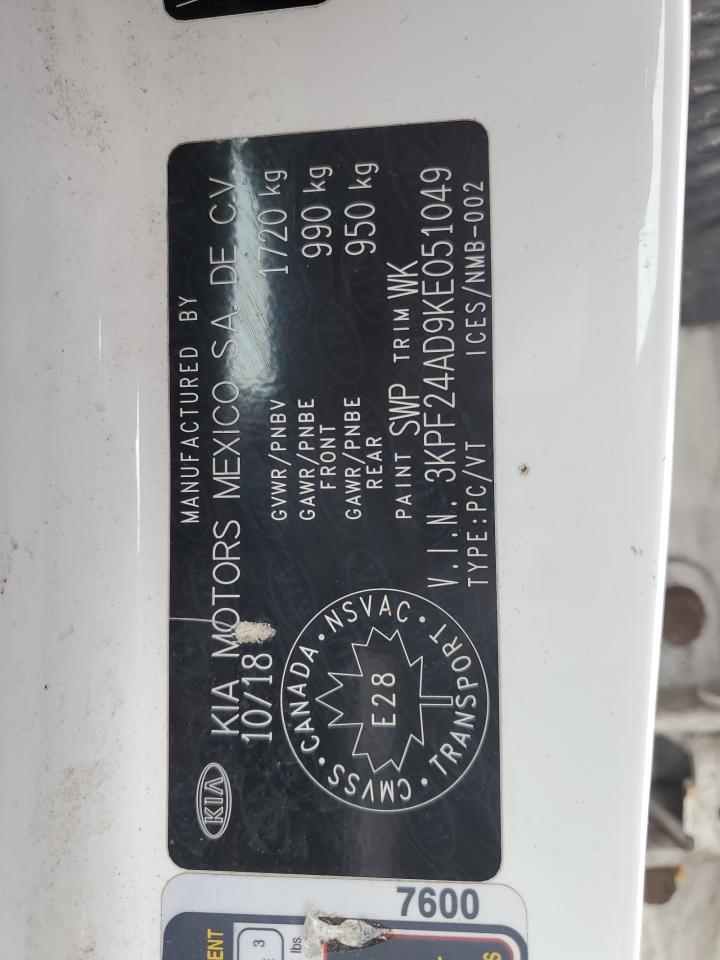 KIA
MANUFACTURED BY
KIA MOTORS MEXICO S.A. DE C.V.
10/18
GVWR/PNBV 1720 kg
GAWR/PNBE FRONT 990 kg
GAWR/PNBE REAR 950 kg
PAINT SWP TRIM WK
V.I.N. 3KPF24AD9KE051049
TYPE:PC/VT ICES/NMB-002
CANADA • NSVAC • TRANSPORT • CMVSS •
E28
7600
3
lbs